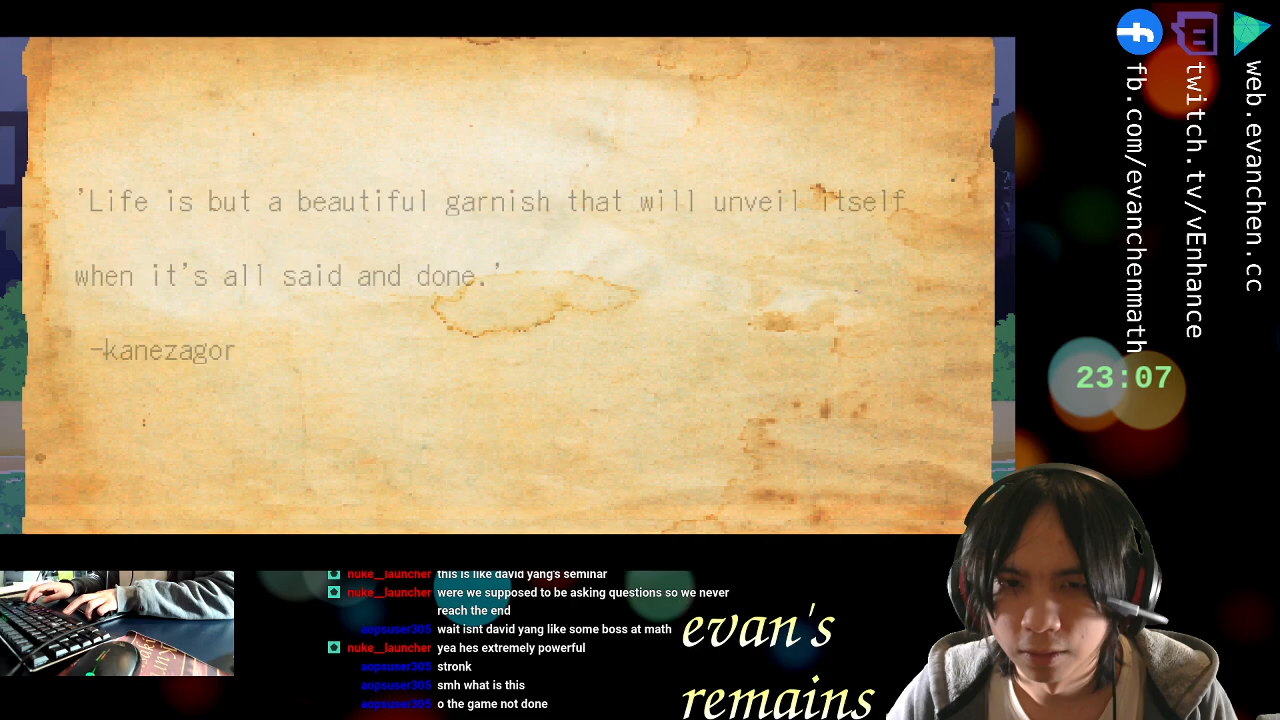 'Life is but a beautiful garnish that will unveil itself
when it's all said and done.'
-kanezagor
web.evanchen.cc
twitch.tv/vEnhance
fb.com/evanchenmath
23:07
nuke__launcher this is like david yang's seminar
nuke__launcher were we supposed to be asking questions so we never
reach the end
aopsuser305 wait isnt david yang like some boss at math
nuke__launcher yea hes extremely powerful
aopsuser305 stronk
aopsuser305 smh what is this
aopsuser305 o the game not done
evan's
remains